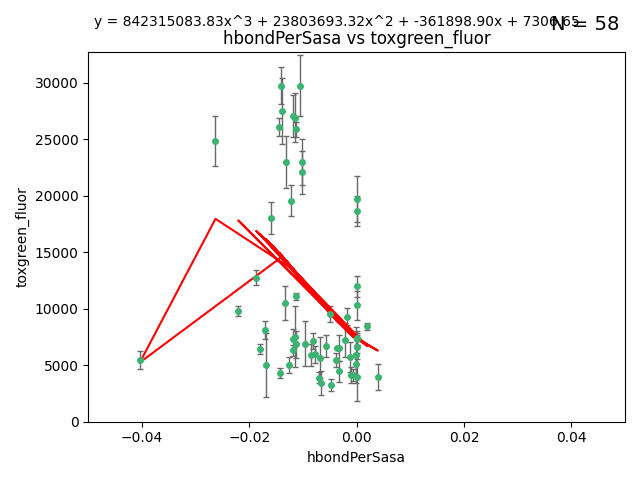 y = 842315083.83x^3 + 23803693.32x^2 + -361898.90x + 7306.65
N = 58
hbondPerSasa vs toxgreen_fluor
30000
25000
20000
15000
10000
5000
0
toxgreen_fluor
−0.04 −0.02 0.00 0.02 0.04
hbondPerSasa